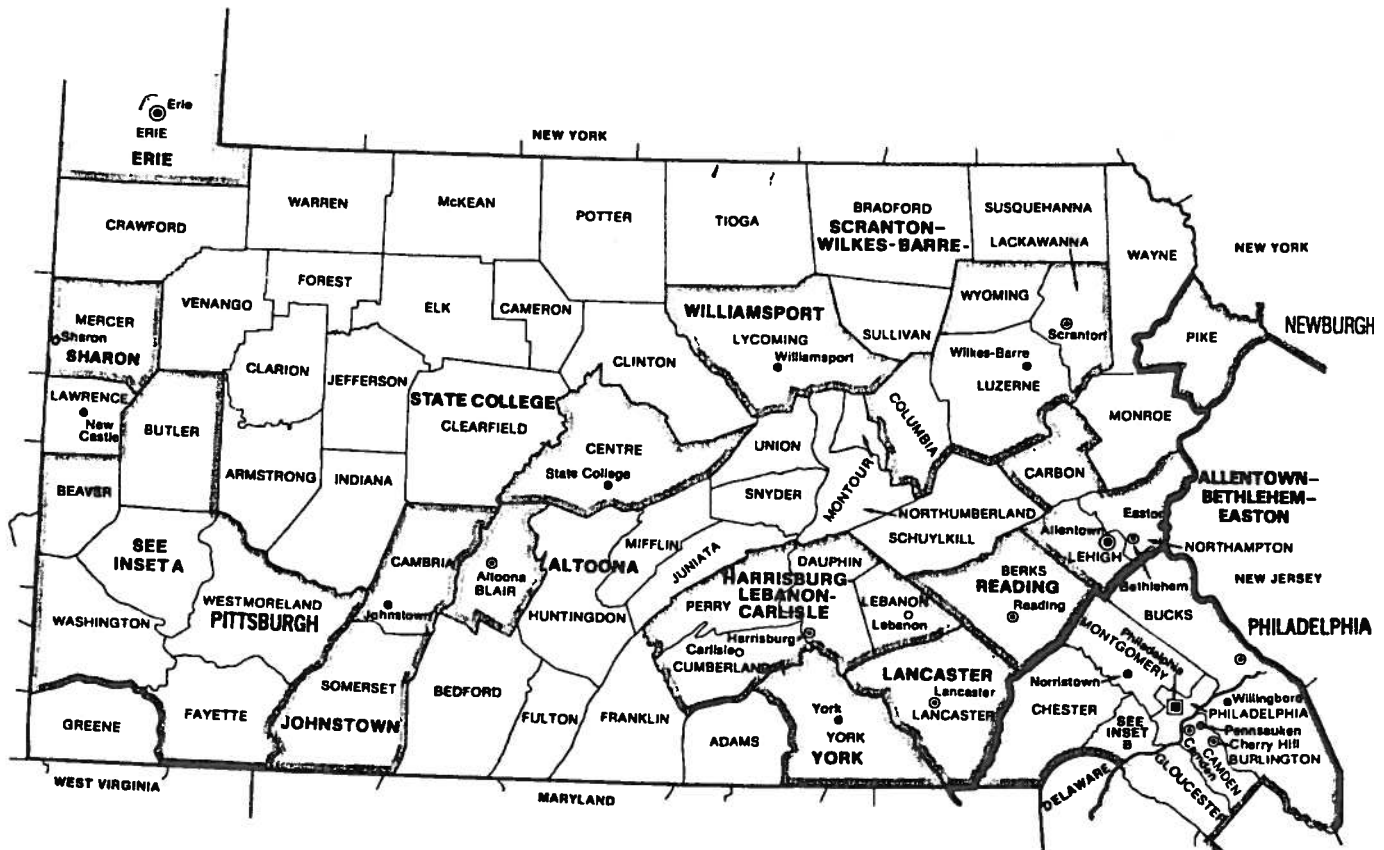 Erie
ERIE
ERIE
NEW YORK
CRAWFORD
WARREN
McKEAN
POTTER
TIOGA
BRADFORD
SCRANTON–
WILKES-BARRE-
SUSQUEHANNA
LACKAWANNA
WAYNE
NEW YORK
NEWBURGH
PIKE
MERCER
Sharon
SHARON
VENANGO
FOREST
ELK
CAMERON
WILLIAMSPORT
LYCOMING
Williamsport
SULLIVAN
WYOMING
Scranton
Wilkes-Barre
LUZERNE
CLARION
JEFFERSON
CLINTON
LAWRENCE
New
Castle
BUTLER
STATE COLLEGE
CLEARFIELD
CENTRE
State College
UNION
MONTOUR
COLUMBIA
MONROE
CARBON
BEAVER
ARMSTRONG
INDIANA
SNYDER
NORTHUMBERLAND
SCHUYLKILL
ALLENTOWN–
BETHLEHEM–
EASTON
Easton
Allentown
LEHIGH
NORTHAMPTON
Bethlehem
SEE
INSET A
CAMBRIA
Johnstown
Altoona
BLAIR
ALTOONA
MIFFLIN
JUNIATA
DAUPHIN
HARRISBURG
LEBANON-
CARLISLE
PERRY
Harrisburg
Carlisle
CUMBERLAND
LEBANON
Lebanon
BERKS
READING
Reading
NEW JERSEY
BUCKS
WASHINGTON
WESTMORELAND
PITTSBURGH
HUNTINGDON
PHILADELPHIA
Philadelphia
MONTGOMERY
Norristown
GREENE
FAYETTE
SOMERSET
JOHNSTOWN
BEDFORD
FULTON
FRANKLIN
ADAMS
York
YORK
YORK
LANCASTER
Lancaster
LANCASTER
CHESTER
SEE
INSET
B
Willingboro
PHILADELPHIA
Pennsauken
Cherry Hill
BURLINGTON
Camden
CAMDEN
GLOUCESTER
DELAWARE
WEST VIRGINIA
MARYLAND